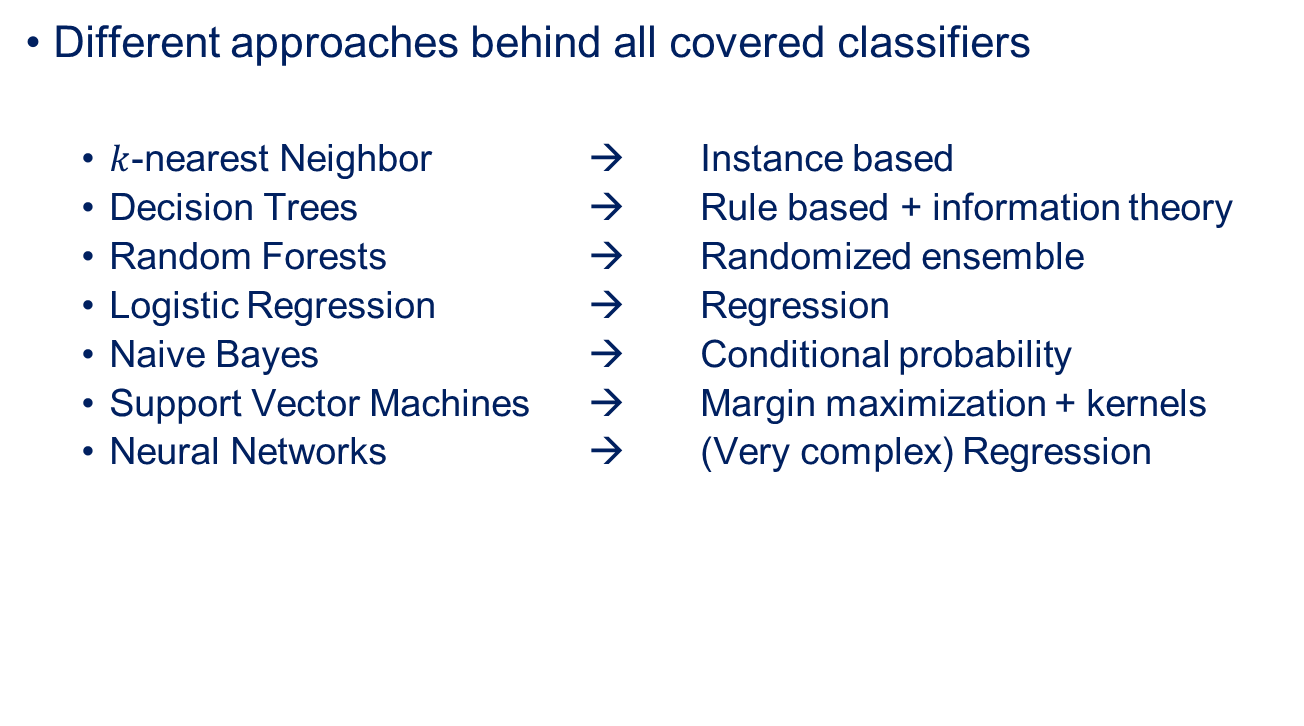 • Different approaches behind all covered classifiers
• k-nearest Neighbor → Instance based
• Decision Trees → Rule based + information theory
• Random Forests → Randomized ensemble
• Logistic Regression → Regression
• Naive Bayes → Conditional probability
• Support Vector Machines → Margin maximization + kernels
• Neural Networks → (Very complex) Regression